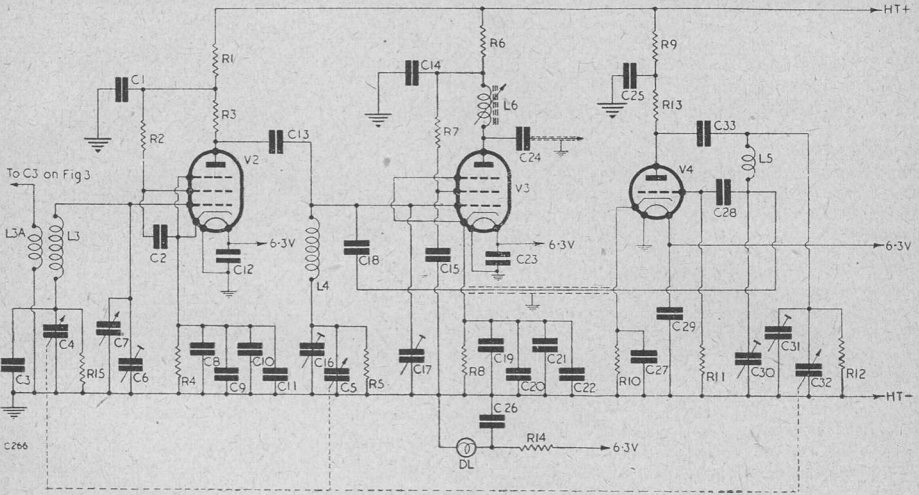 HT+
R1
R6
R9
C1
C14
C25
R3
R2
R7
L6
R13
C13
C24
C33
V2
V3
V4
L5
To C3 on Fig 3
C28
L3A
L3
C2
C12
6·3V
L4
C18
C15
C23
6·3V
6·3V
C29
C4
C7
C6
C3
R15
R4
C8
C9
C10
C11
C16
C5
R5
C17
R8
C19
C20
C21
C22
R10
C27
R11
C30
C31
C32
R12
HT−
C26
C266
DL
R14
6·3V